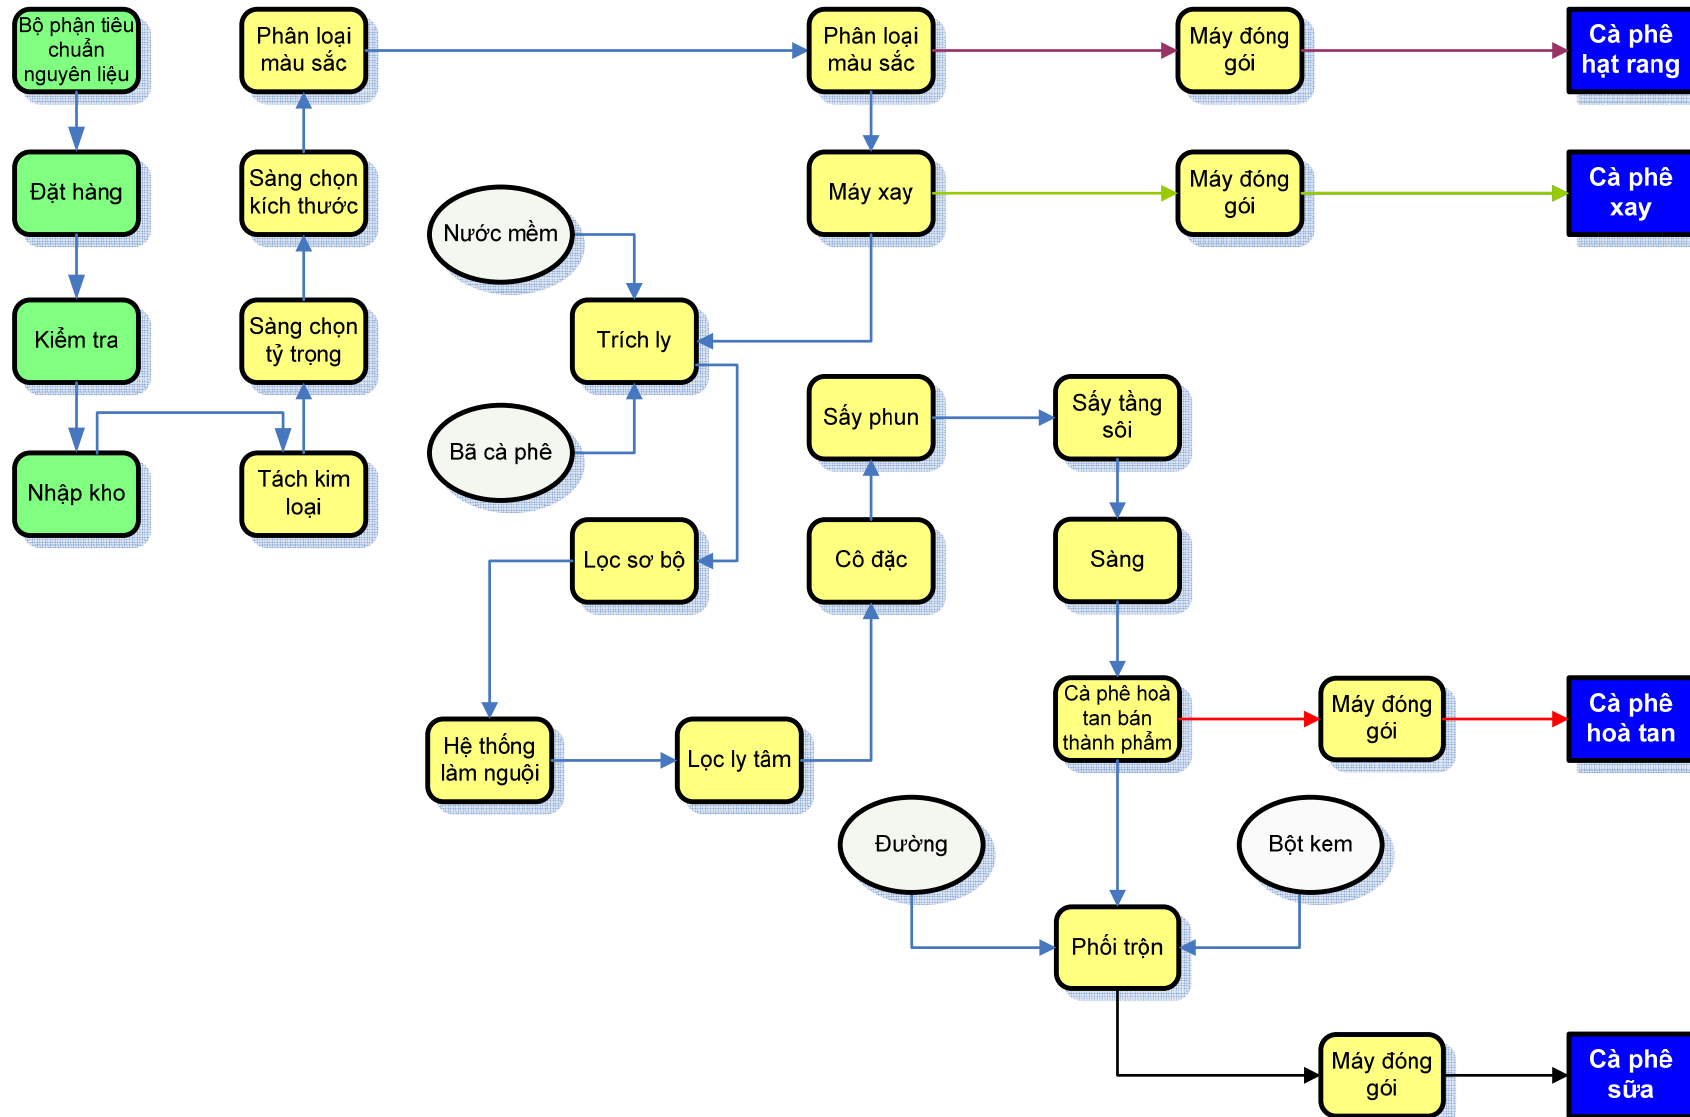 Bộ phận tiêu
chuẩn
nguyên liệu
Phân loại
màu sắc
Phân loại
màu sắc
Máy đóng
gói
Cà phê
hạt rang
Đặt hàng
Sàng chọn
kích thước
Nước mềm
Máy xay
Máy đóng
gói
Cà phê
xay
Kiểm tra
Sàng chọn
tỷ trọng
Trích ly
Sấy phun
Sấy tầng
sôi
Nhập kho
Tách kim
loại
Bã cà phê
Lọc sơ bộ
Cô đặc
Sàng
Hệ thống
làm nguội
Lọc ly tâm
Cà phê hoà
tan bán
thành phẩm
Máy đóng
gói
Cà phê
hoà tan
Đường
Bột kem
Phối trộn
Máy đóng
gói
Cà phê
sữa